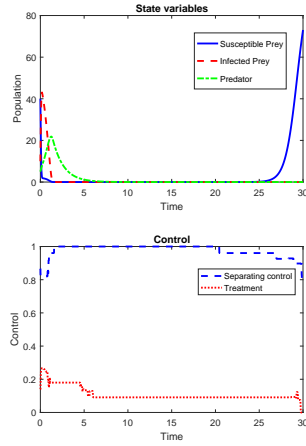 State variables
80
60
40
20
0
Population
Susceptible Prey
Infected Prey
Predator
0 5 10 15 20 25 30
Time
Control
1
0.8
0.6
0.4
0.2
0
Control
Separating control
Treatment
0 5 10 15 20 25 30
Time